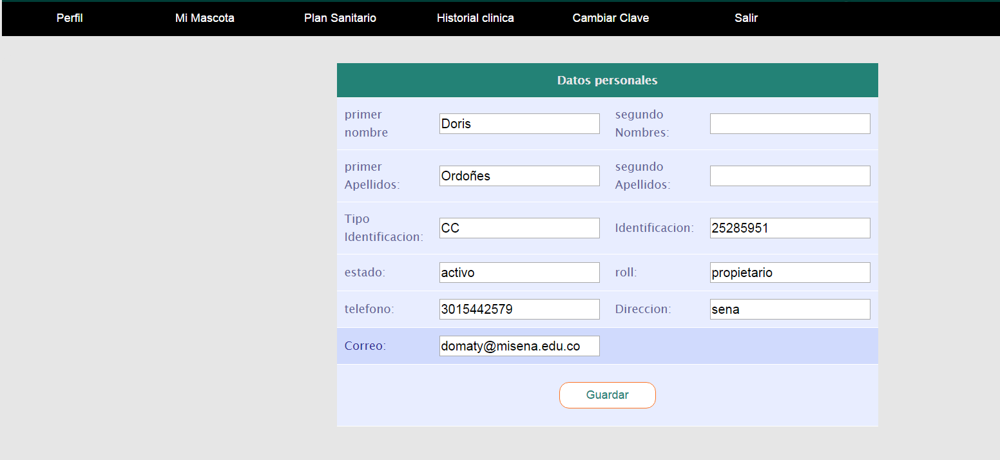 Perfil Mi Mascota Plan Sanitario Historial clinica Cambiar Clave Salir
Datos personales
primer nombre Doris segundo Nombres:
primer Apellidos: Ordoñes segundo Apellidos:
Tipo Identificacion: CC Identificacion: 25285951
estado: activo roll: propietario
telefono: 3015442579 Direccion: sena
Correo: domaty@misena.edu.co
Guardar